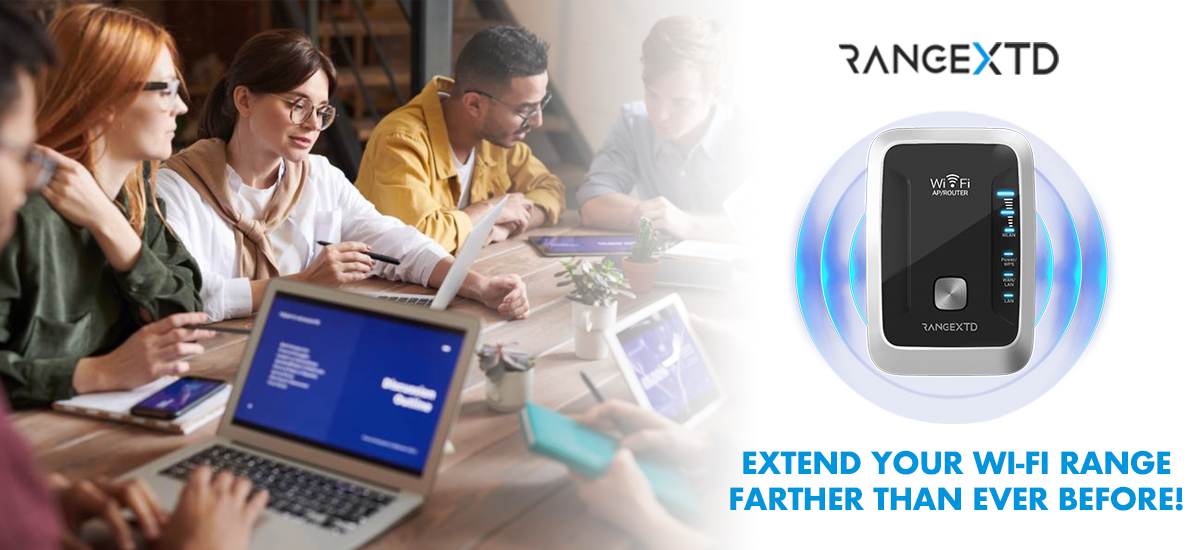 Discussion
Outline
RANGEXTD
WiFi
AP/ROUTER
WLAN
Power/
WPS
WAN/
LAN
LAN
RANGEXTD
EXTEND YOUR WI-FI RANGE
FARTHER THAN EVER BEFORE!